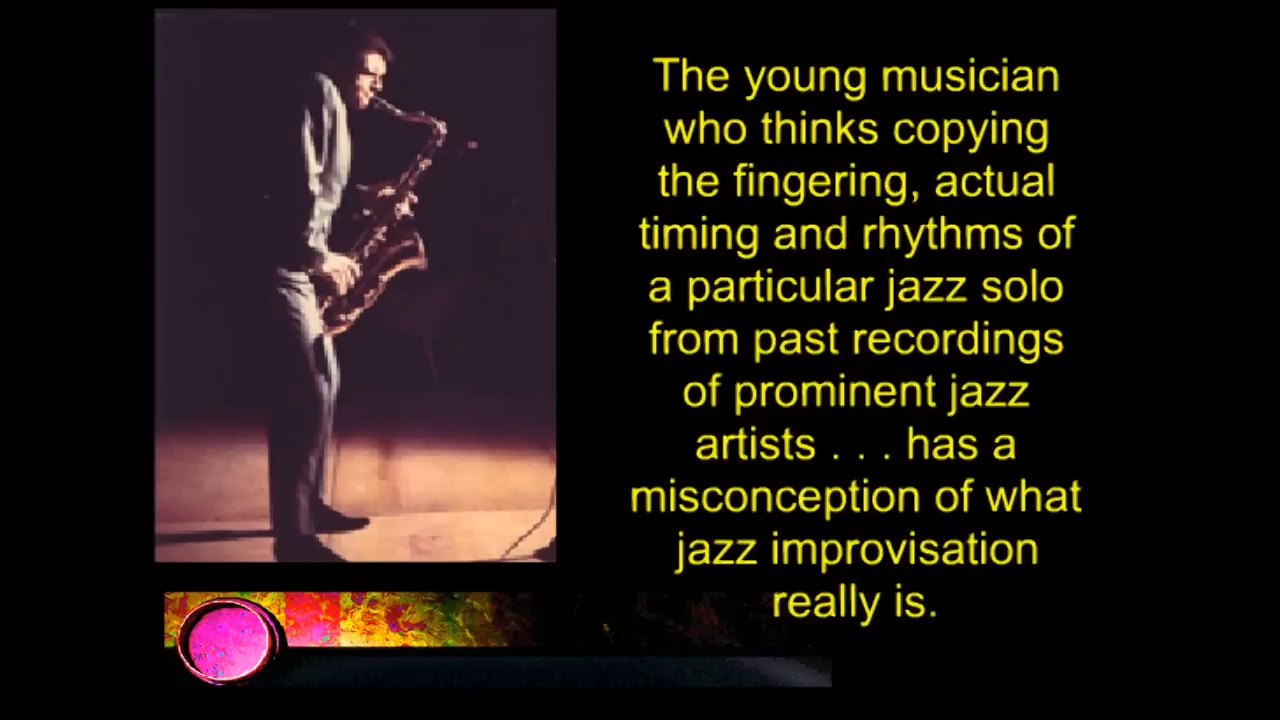 The young musician
who thinks copying
the fingering, actual
timing and rhythms of
a particular jazz solo
from past recordings
of prominent jazz
artists . . . has a
misconception of what
jazz improvisation
really is.